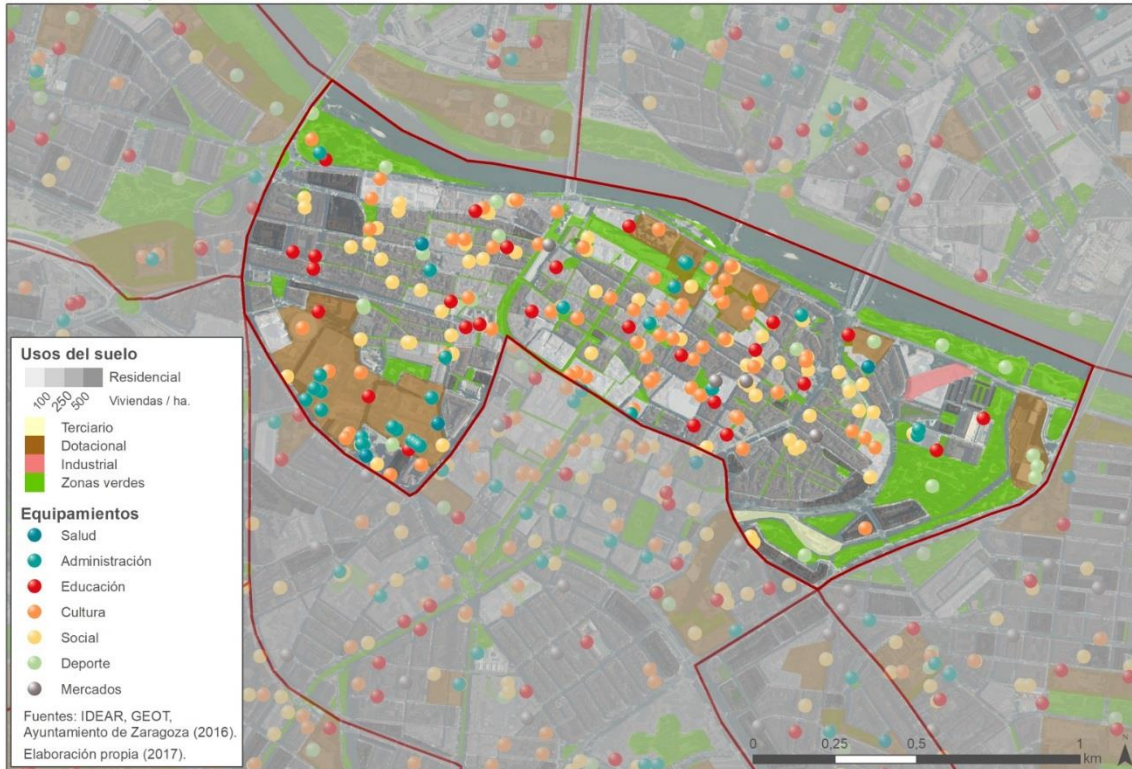 Usos del suelo
Residencial
100 250 500 Viviendas / ha.
Terciario
Dotacional
Industrial
Zonas verdes
Equipamientos
Salud
Administración
Educación
Cultura
Social
Deporte
Mercados
Fuentes: IDEAR, GEOT,
Ayuntamiento de Zaragoza (2016).
Elaboración propia (2017).
0 0,25 0,5 1
km
N